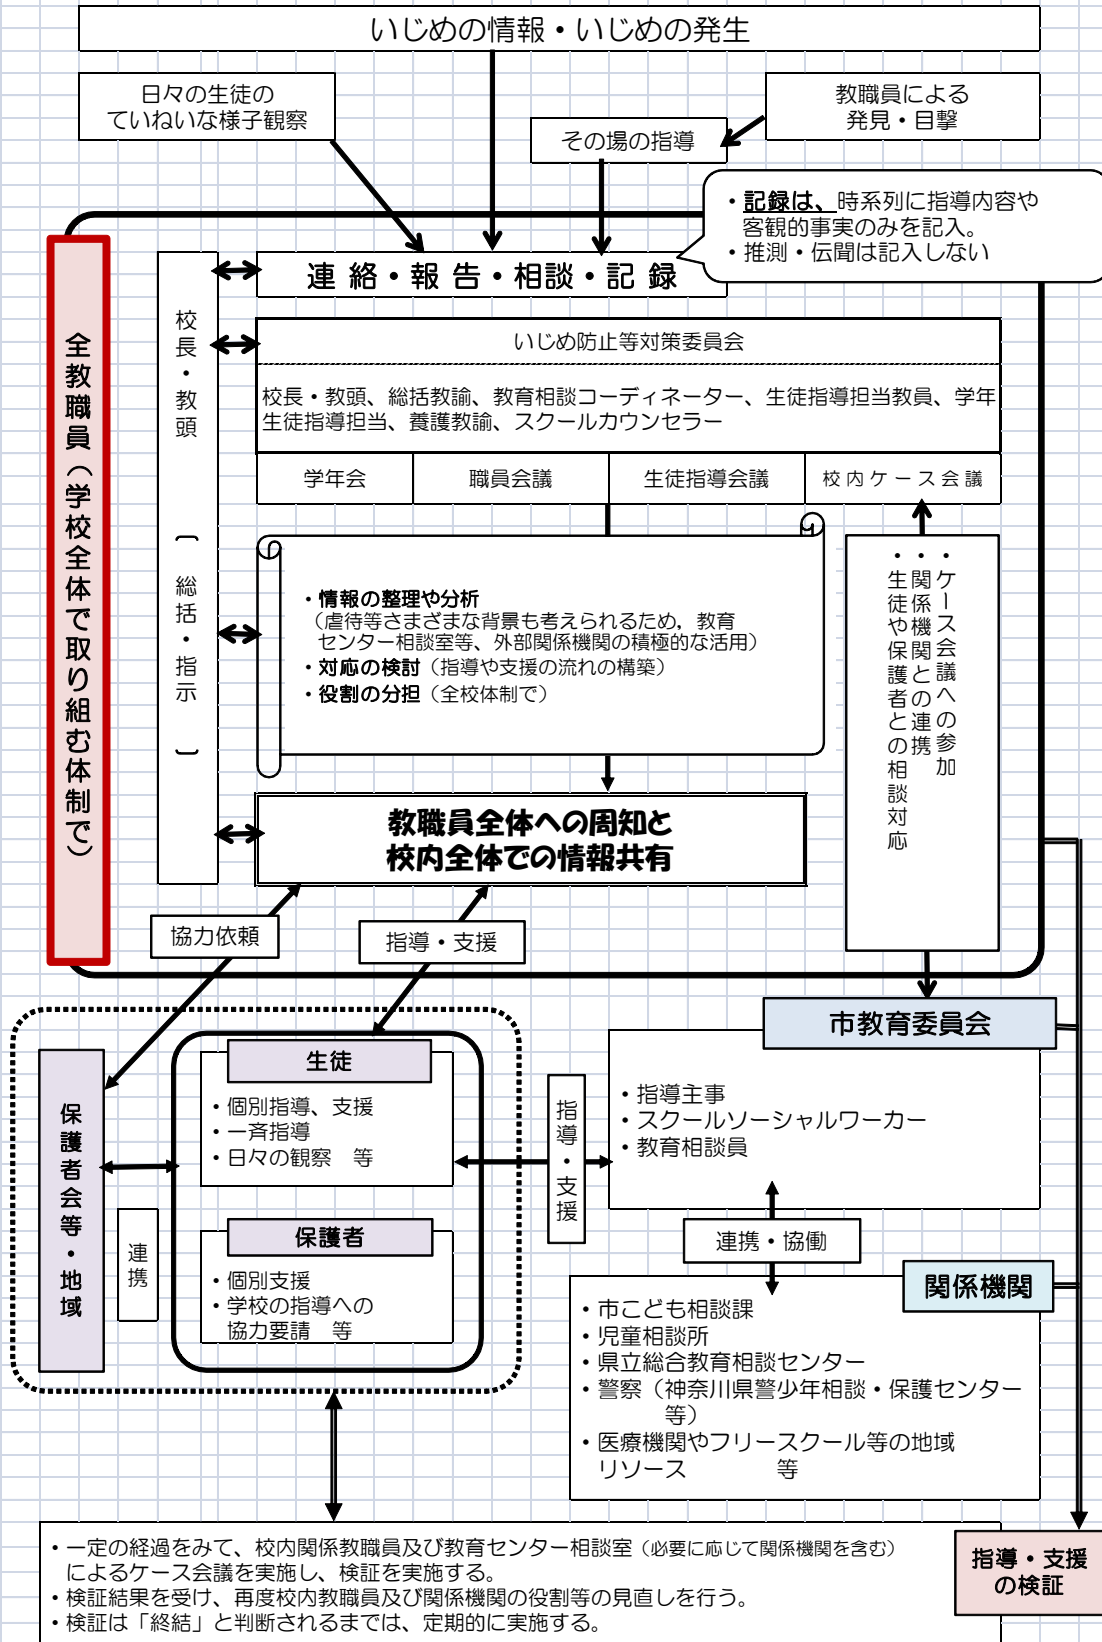 いじめの情報・いじめの発生
日々の生徒の
ていねいな様子観察
教職員による
発見・目撃
その場の指導
・記録は、時系列に指導内容や
客観的事実のみを記入。
・推測・伝聞は記入しない
連 絡・報 告・相談・記 録
全教職員（学校全体で取り組む体制で）
校長・教頭 〔総括・指示〕
いじめ防止等対策委員会
校長・教頭、総括教諭、教育相談コーディネーター、生徒指導担当教員、学年
生徒指導担当、養護教諭、スクールカウンセラー
学年会
職員会議
生徒指導会議
校内ケース会議
・情報の整理や分析
（虐待等さまざまな背景も考えられるため，教育
センター相談室等、外部関係機関の積極的な活用）
・対応の検討（指導や支援の流れの構築）
・役割の分担（全校体制で）
・ケース会議への参加
・関係機関との連携
・生徒や保護者との相談対応
教職員全体への周知と
校内全体での情報共有
協力依頼
指導・支援
市教育委員会
・指導主事
・スクールソーシャルワーカー
・教育相談員
生徒
・個別指導、支援
・一斉指導
・日々の観察　等
保護者会等・地域
連携
指導・支援
保護者
・個別支援
・学校の指導への
協力要請　等
連携・協働
関係機関
・市こども相談課
・児童相談所
・県立総合教育相談センター
・警察（神奈川県警少年相談・保護センター
等）
・医療機関やフリースクール等の地域
リソース　　　　等
・一定の経過をみて、校内関係教職員及び教育センター相談室（必要に応じて関係機関を含む）
によるケース会議を実施し、検証を実施する。
・検証結果を受け、再度校内教職員及び関係機関の役割等の見直しを行う。
・検証は「終結」と判断されるまでは、定期的に実施する。
指導・支援
の検証